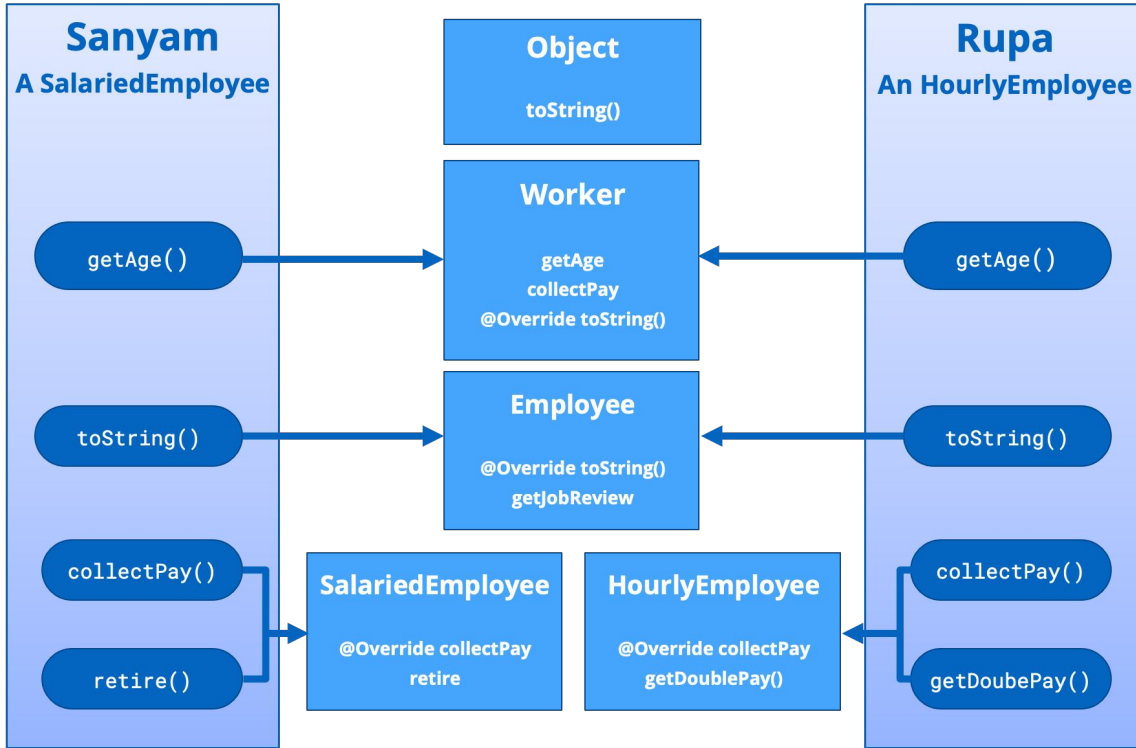 Sanyam
A SalariedEmployee
getAge()
toString()
collectPay()
retire()
Object
toString()
Worker
getAge
collectPay
@Override toString()
Employee
@Override toString()
getJobReview
SalariedEmployee
@Override collectPay
retire
HourlyEmployee
@Override collectPay
getDoublePay()
Rupa
An HourlyEmployee
getAge()
toString()
collectPay()
getDoubePay()